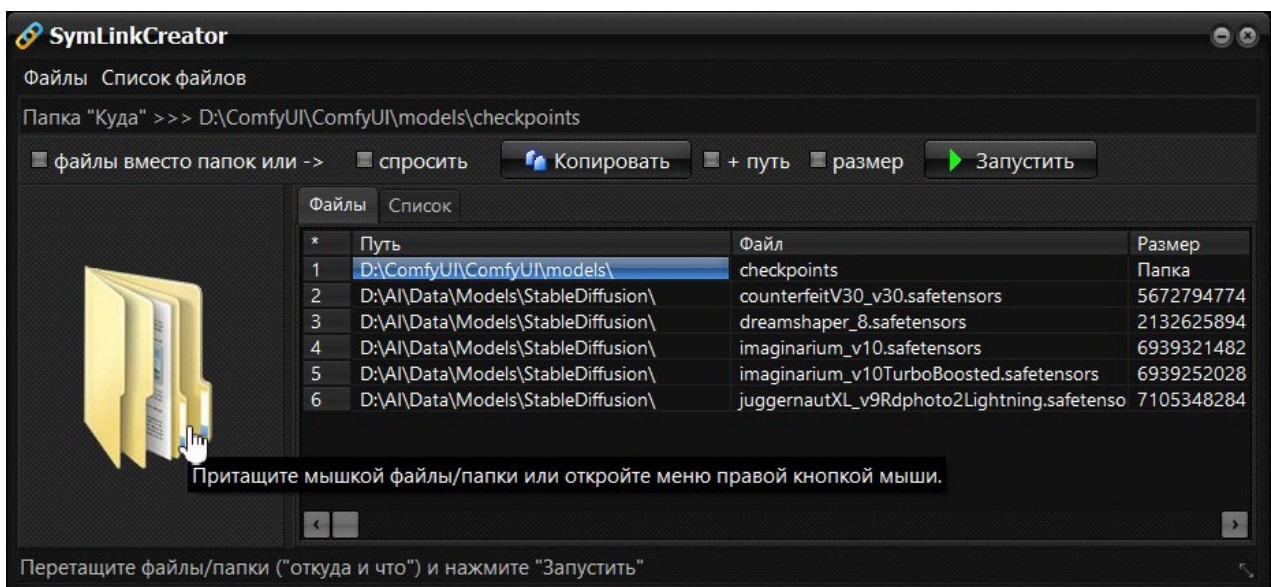 SymLinkCreator
Файлы Список файлов
Папка "Куда" >>> D:\ComfyUI\ComfyUI\models\checkpoints
файлы вместо папок или -> спросить Копировать + путь размер Запустить
Файлы Список
* Путь Файл Размер
1 D:\ComfyUI\ComfyUI\models\ checkpoints Папка
2 D:\AI\Data\Models\StableDiffusion\ counterfeitV30_v30.safetensors 5672794774
3 D:\AI\Data\Models\StableDiffusion\ dreamshaper_8.safetensors 2132625894
4 D:\AI\Data\Models\StableDiffusion\ imaginarium_v10.safetensors 6939321482
5 D:\AI\Data\Models\StableDiffusion\ imaginarium_v10TurboBoosted.safetensors 6939252028
6 D:\AI\Data\Models\StableDiffusion\ juggernautXL_v9Rdphoto2Lightning.safetenso 7105348284
Притащите мышкой файлы/папки или откройте меню правой кнопкой мыши.
Перетащите файлы/папки ("откуда и что") и нажмите "Запустить"